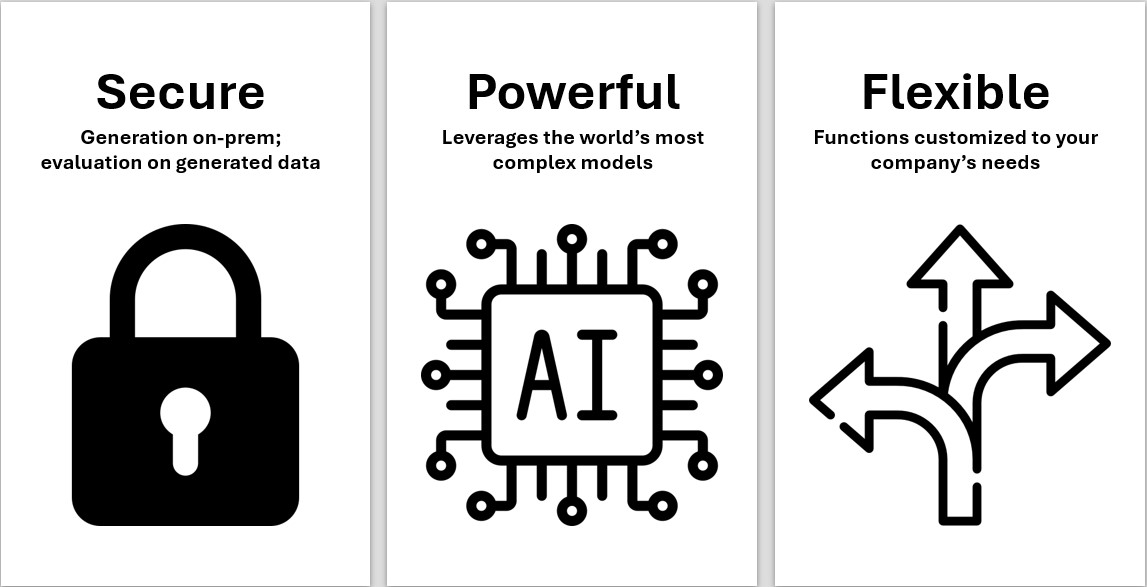 Secure
Generation on-prem;
evaluation on generated data
Powerful
Leverages the world’s most
complex models
AI
Flexible
Functions customized to your
company’s needs